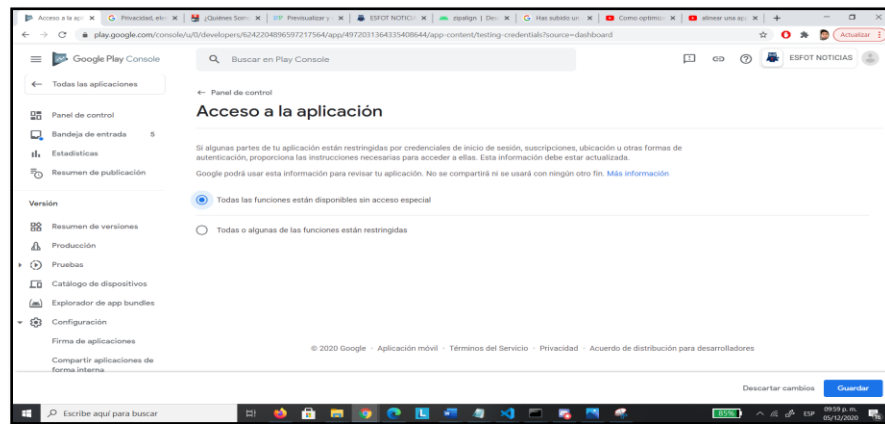 Acceso a la apl
Privacidad, ele
¿Quiénes Som
Previsualizar y
ESFOT NOTICI
zipalign | Des
Has subido un
Como optimiz
alinear una ap
play.google.com/console/u/0/developers/6242204896597217564/app/4972031364335408644/app-content/testing-credentials?source=dashboard
Actualizar
Google Play Console
Buscar en Play Console
ESFOT NOTICIAS
Todas las aplicaciones
Panel de control
Bandeja de entrada
Estadísticas
Resumen de publicación
Versión
Resumen de versiones
Producción
Pruebas
Catálogo de dispositivos
Explorador de app bundles
Configuración
Firma de aplicaciones
Compartir aplicaciones de
forma interna
Panel de control
Acceso a la aplicación
Si algunas partes de tu aplicación están restringidas por credenciales de inicio de sesión, suscripciones, ubicación u otras formas de
autenticación, proporciona las instrucciones necesarias para acceder a ellas. Esta información debe estar actualizada.
Google podrá usar esta información para revisar tu aplicación. No se compartirá ni se usará con ningún otro fin. Más información
Todas las funciones están disponibles sin acceso especial
Todas o algunas de las funciones están restringidas
© 2020 Google · Aplicación móvil · Términos del Servicio · Privacidad · Acuerdo de distribución para desarrolladores
Descartar cambios
Guardar
Escribe aquí para buscar
85%
ESP
09:59 p. m.
05/12/2020